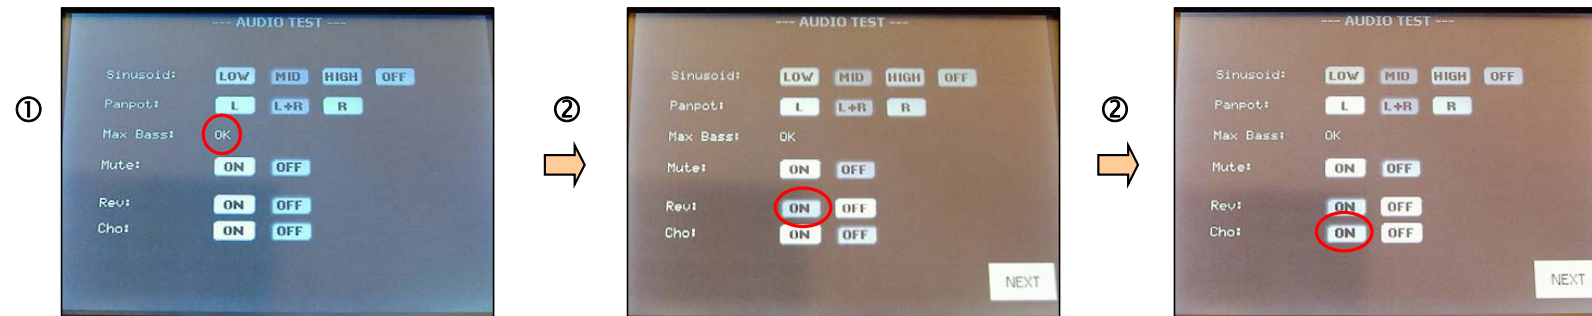 ①
--- AUDIO TEST ---
Sinusoid: LOW MID HIGH OFF
Panpot: L L+R R
Max Bass: OK
Mute: ON OFF
Rev: ON OFF
Cho: ON OFF
②
--- AUDIO TEST ---
Sinusoid: LOW MID HIGH OFF
Panpot: L L+R R
Max Bass: OK
Mute: ON OFF
Rev: ON OFF
Cho: ON OFF
NEXT
②
--- AUDIO TEST ---
Sinusoid: LOW MID HIGH OFF
Panpot: L L+R R
Max Bass: OK
Mute: ON OFF
Rev: ON OFF
Cho: ON OFF
NEXT